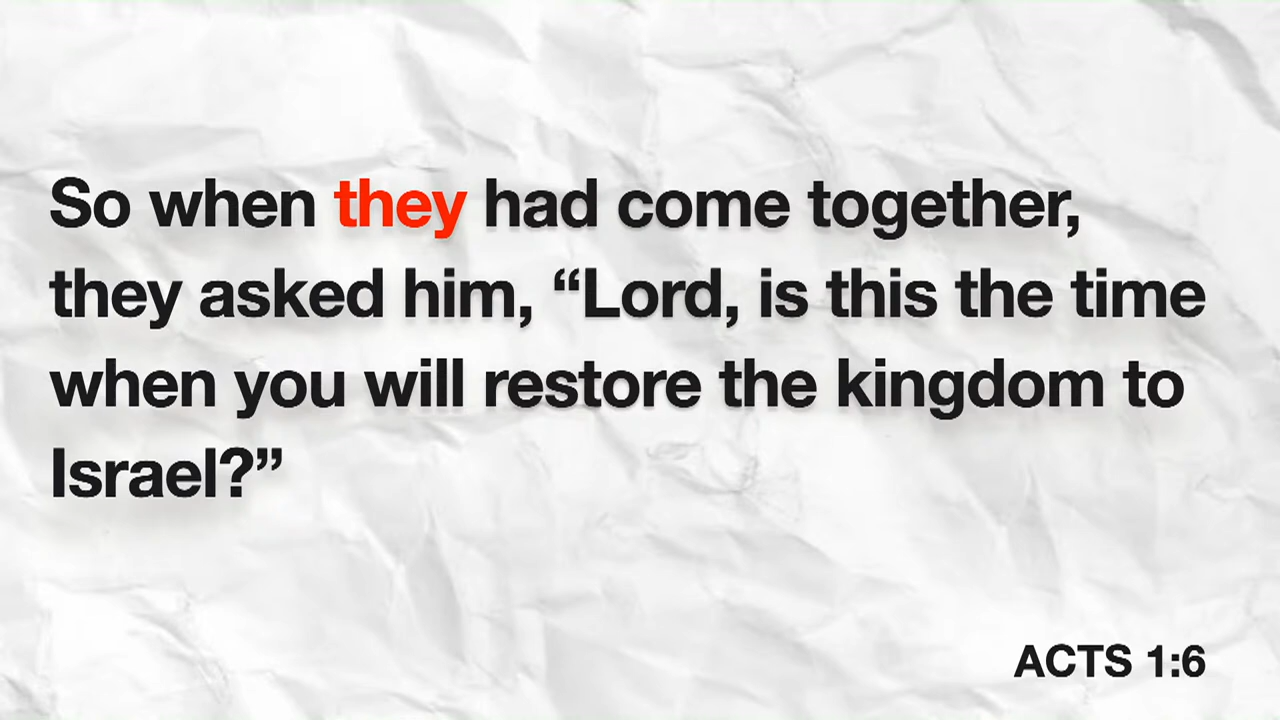 So when they had come together,
they asked him, “Lord, is this the time
when you will restore the kingdom to
Israel?”
ACTS 1:6